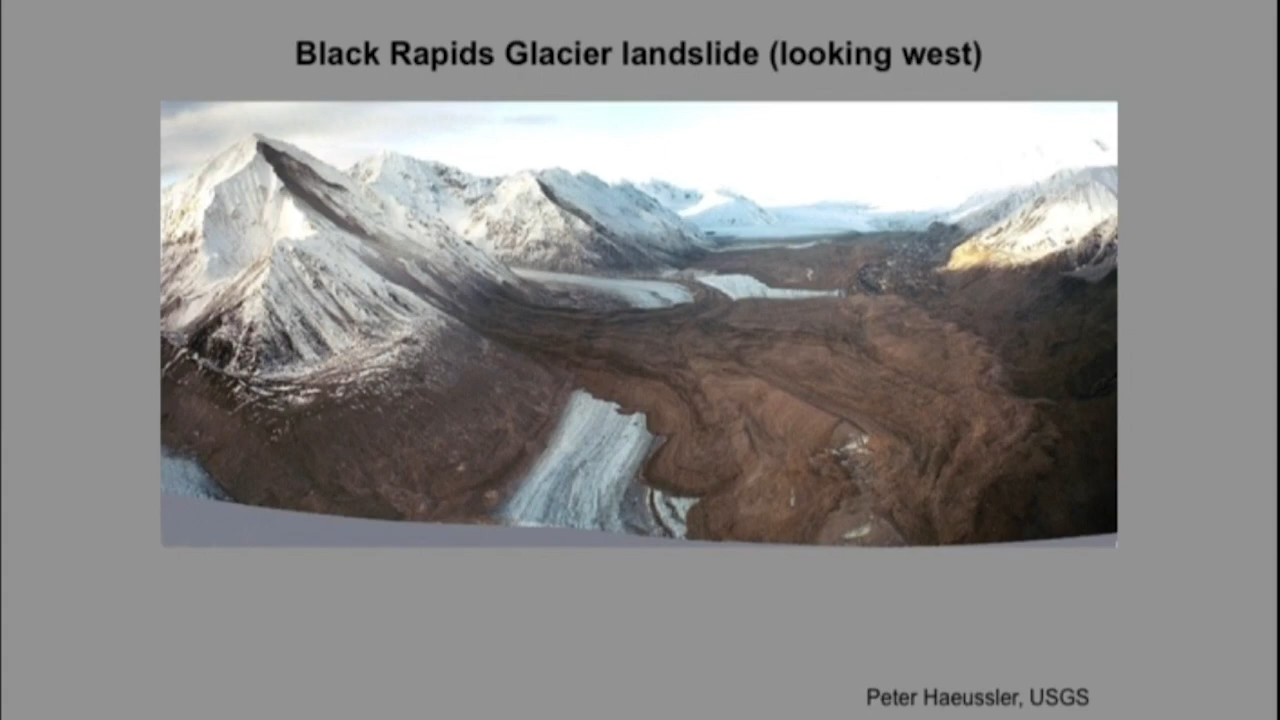 Black Rapids Glacier landslide (looking west)
Peter Haeussler, USGS